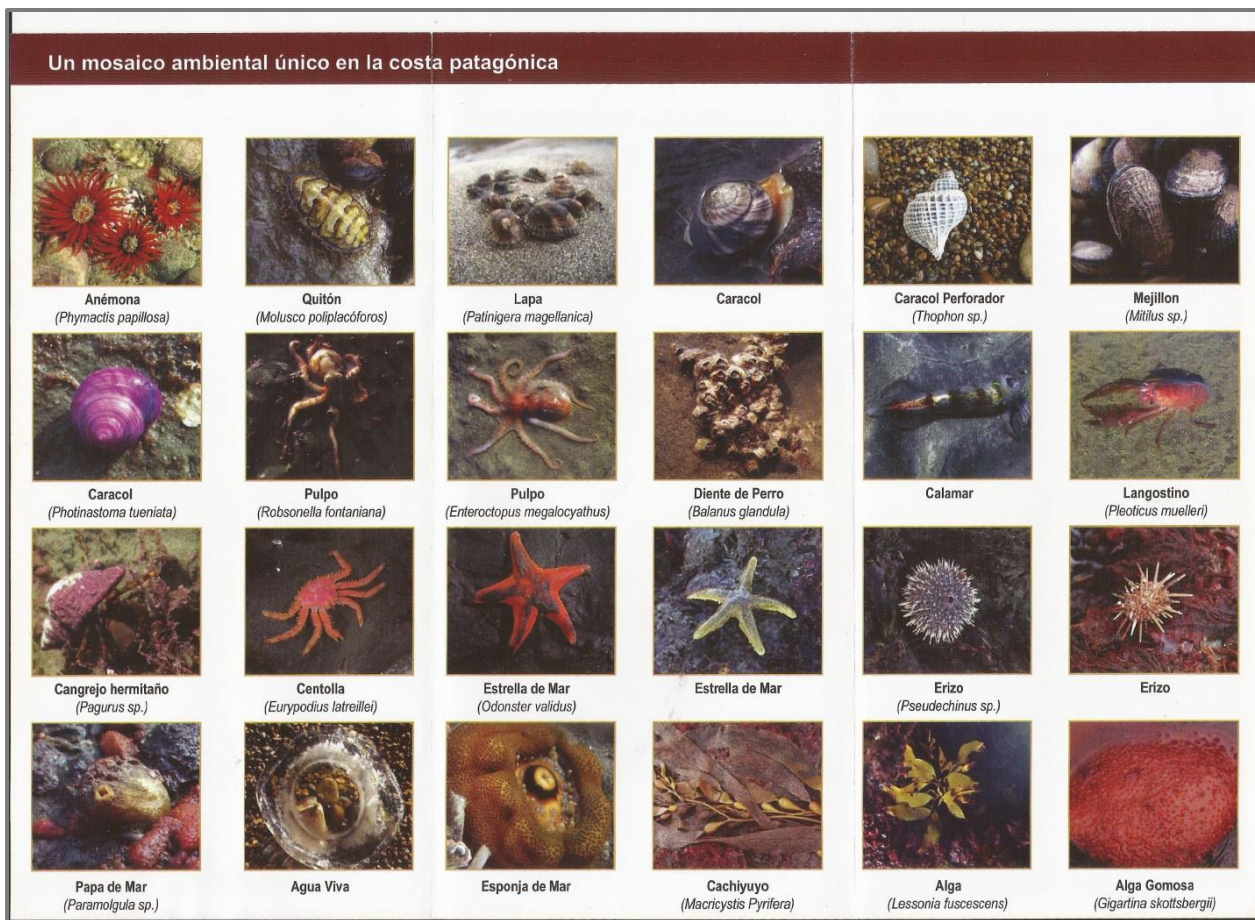 Un mosaico ambiental único en la costa patagónica
Anémona
(Phymactis papillosa)
Quitón
(Molusco poliplacóforos)
Lapa
(Patinigera magellanica)
Caracol
Caracol Perforador
(Thophon sp.)
Mejillon
(Mitilus sp.)
Caracol
(Photinastoma tueniata)
Pulpo
(Robsonella fontaniana)
Pulpo
(Enteroctopus megalocyathus)
Diente de Perro
(Balanus glandula)
Calamar
Langostino
(Pleoticus muelleri)
Cangrejo hermitaño
(Pagurus sp.)
Centolla
(Eurypodius latreillei)
Estrella de Mar
(Odonster validus)
Estrella de Mar
Erizo
(Pseudechinus sp.)
Erizo
Papa de Mar
(Paramolgula sp.)
Agua Viva
Esponja de Mar
Cachiyuyo
(Macricystis Pyrifera)
Alga
(Lessonia fuscescens)
Alga Gomosa
(Gigartina skottsbergii)